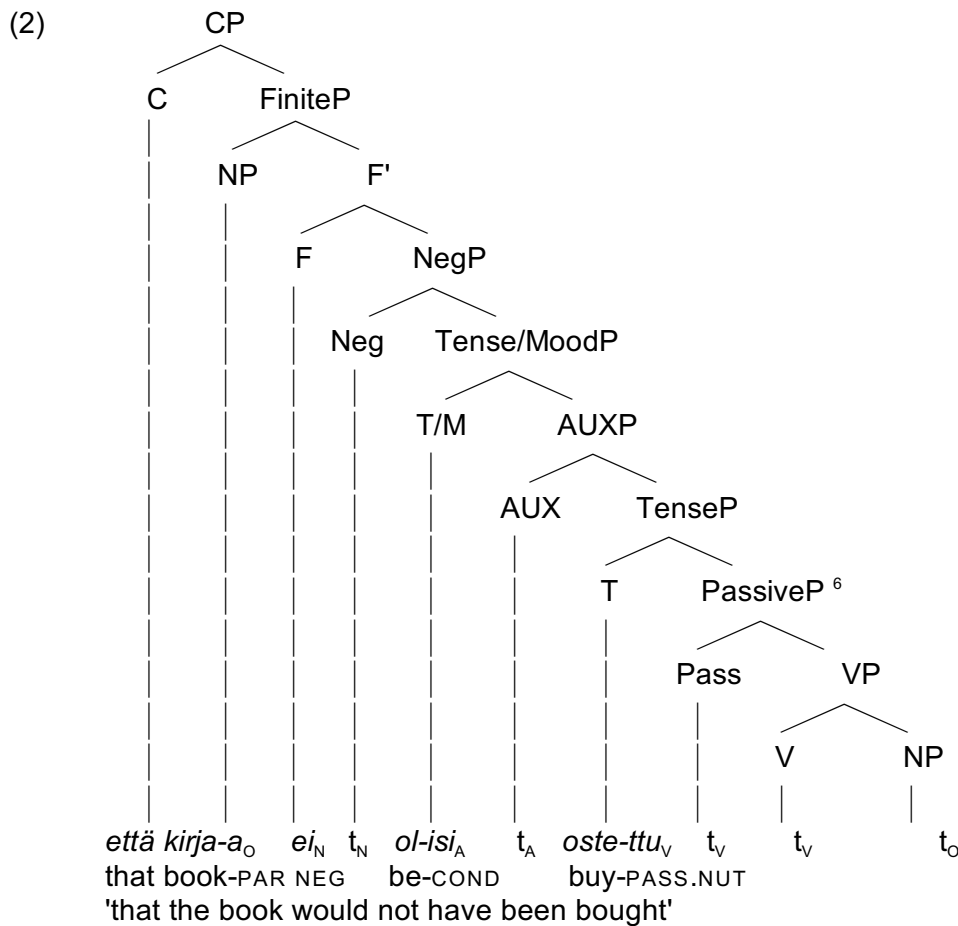 (2) CP
C FiniteP
NP F'
F NegP
Neg Tense/MoodP
T/M AUXP
AUX TenseP
T PassiveP 6
Pass VP
V NP
että kirja-aO eiN tN ol-isiA tA oste-ttuV tV tV tO
that book-PAR NEG be-COND buy-PASS.NUT
'that the book would not have been bought'